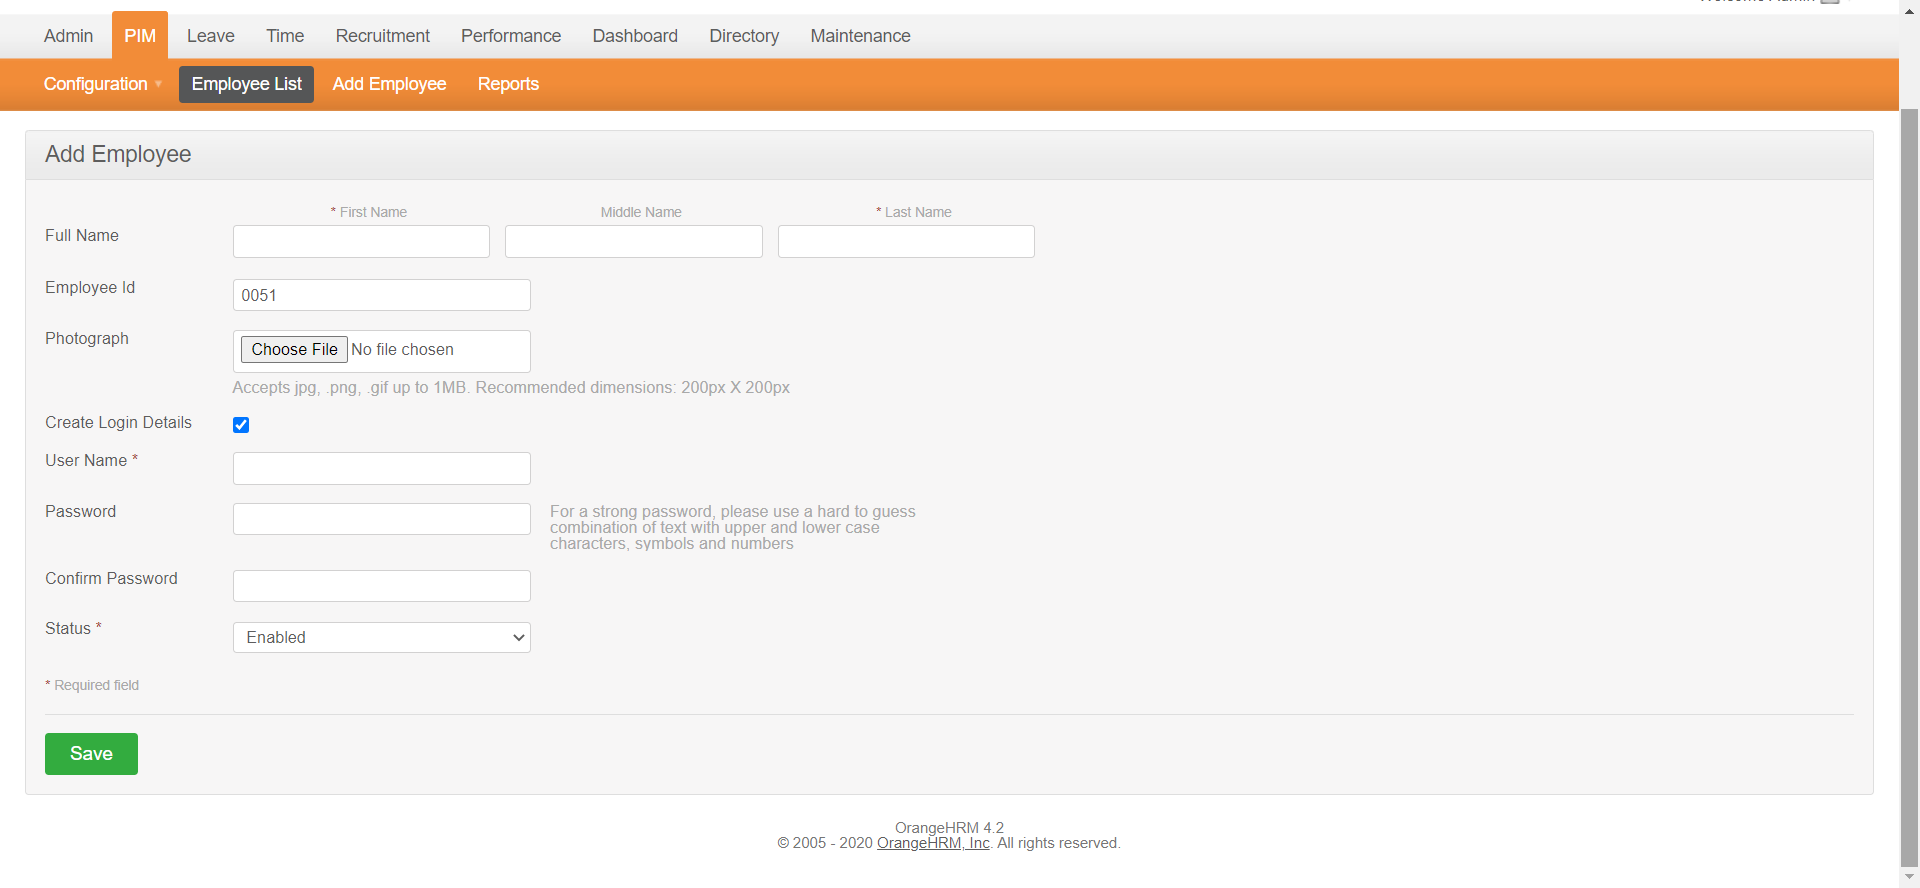 Admin PIM Leave Time Recruitment Performance Dashboard Directory Maintenance
Configuration Employee List Add Employee Reports
Add Employee
* First Name Middle Name * Last Name
Full Name
Employee Id 0051
Photograph Choose File No file chosen
Accepts jpg, .png, .gif up to 1MB. Recommended dimensions: 200px X 200px
Create Login Details
User Name *
Password For a strong password, please use a hard to guess
combination of text with upper and lower case
characters, symbols and numbers
Confirm Password
Status * Enabled
* Required field
Save
OrangeHRM 4.2
© 2005 - 2020 OrangeHRM, Inc. All rights reserved.